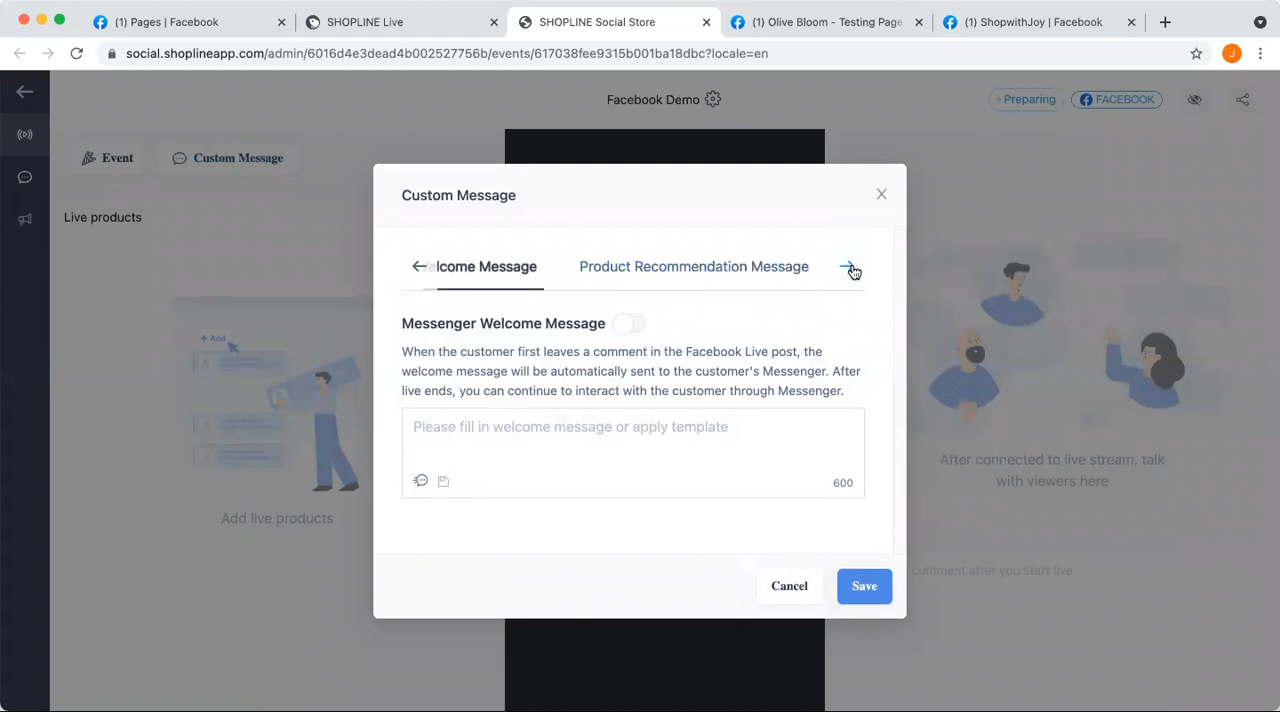 (1) Pages | Facebook
SHOPLINE Live
SHOPLINE Social Store
(1) Olive Bloom - Testing Page
(1) ShopwithJoy | Facebook
social.shoplineapp.com/admin/6016d4e3dead4b002527756b/events/617038fee9315b001ba18dbc?locale=en
J
Facebook Demo
Preparing
FACEBOOK
Event
Custom Message
Live products
Custom Message
elcome Message
Product Recommendation Message
Messenger Welcome Message
When the customer first leaves a comment in the Facebook Live post, the
welcome message will be automatically sent to the customer's Messenger. After
live ends, you can continue to interact with the customer through Messenger.
Please fill in welcome message or apply template
600
+ Add
Add live products
After connected to live stream, talk
with viewers here
comment after you start live
Cancel
Save